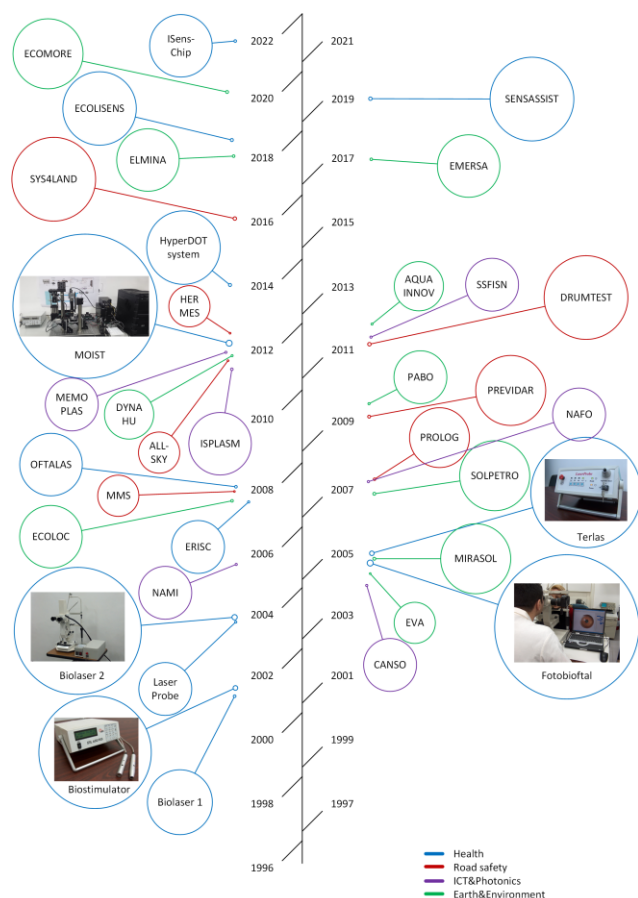 ISens-
Chip
2022
2021
ECOMORE
2020
2019
SENSASSIST
ECOLISENS
ELMINA
2018
2017
EMERSA
SYS4LAND
2016
2015
HyperDOT
system
2014
2013
AQUA
INNOV
SSFISN
DRUMTEST
HER
MES
MOIST
2012
2011
MEMO
PLAS
DYNA
HU
ALL-
SKY
ISPLASM
2010
2009
PABO
PREVIDAR
NAFO
PROLOG
OFTALAS
SOLPETRO
MMS
2008
2007
Terlas
ECOLOC
ERISC
2006
2005
MIRASOL
NAMI
2004
2003
EVA
Biolaser 2
Laser
Probe
2002
2001
CANSO
Fotobioftal
2000
1999
Biostimulator
Biolaser 1
1998
1997
1996
Health
Road safety
ICT&Photonics
Earth&Environment